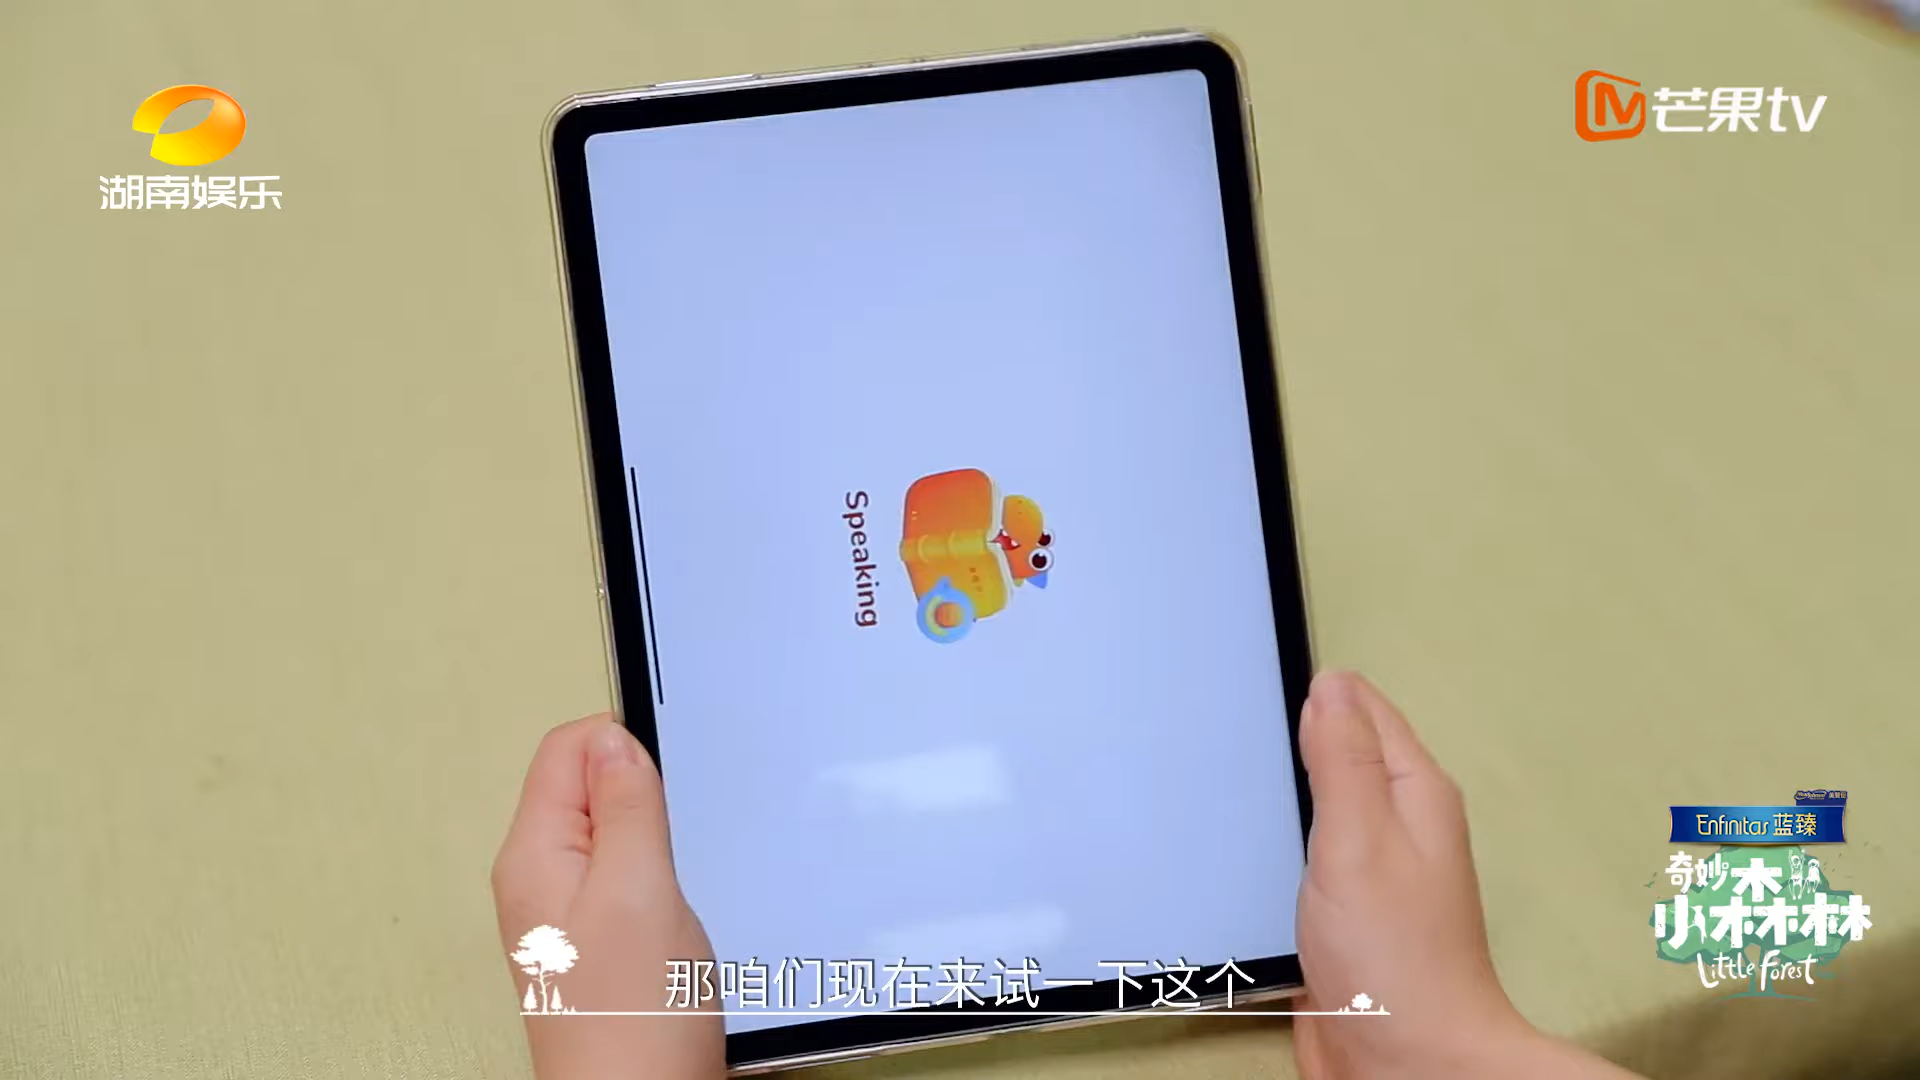 湖南娱乐
芒果tv
Speaking
Enfinitas 蓝臻
奇妙
小森林
Little forest
那咱们现在来试一下这个